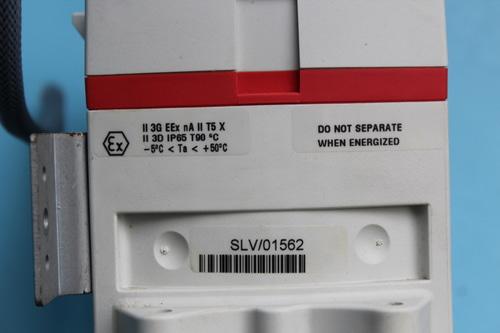 II 3G EEx nA II T5 X
II 3D IP65 T90 °C
-5°C < Ta < +50°C
Ex
DO NOT SEPARATE
WHEN ENERGIZED
SLV/01562